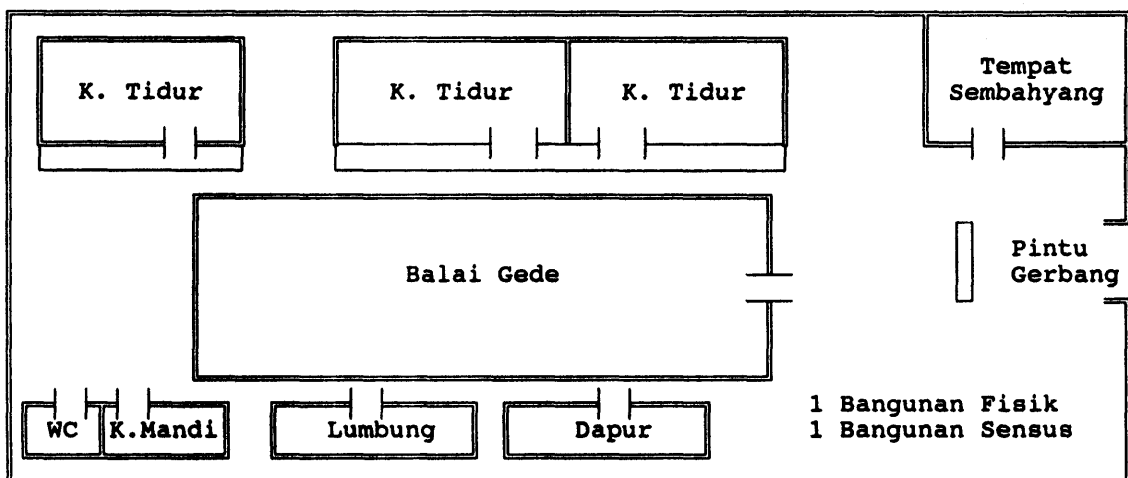 K. Tidur
K. Tidur
K. Tidur
Tempat
Sembahyang
Balai Gede
Pintu
Gerbang
1 Bangunan Fisik
1 Bangunan Sensus
WC
K.Mandi
Lumbung
Dapur